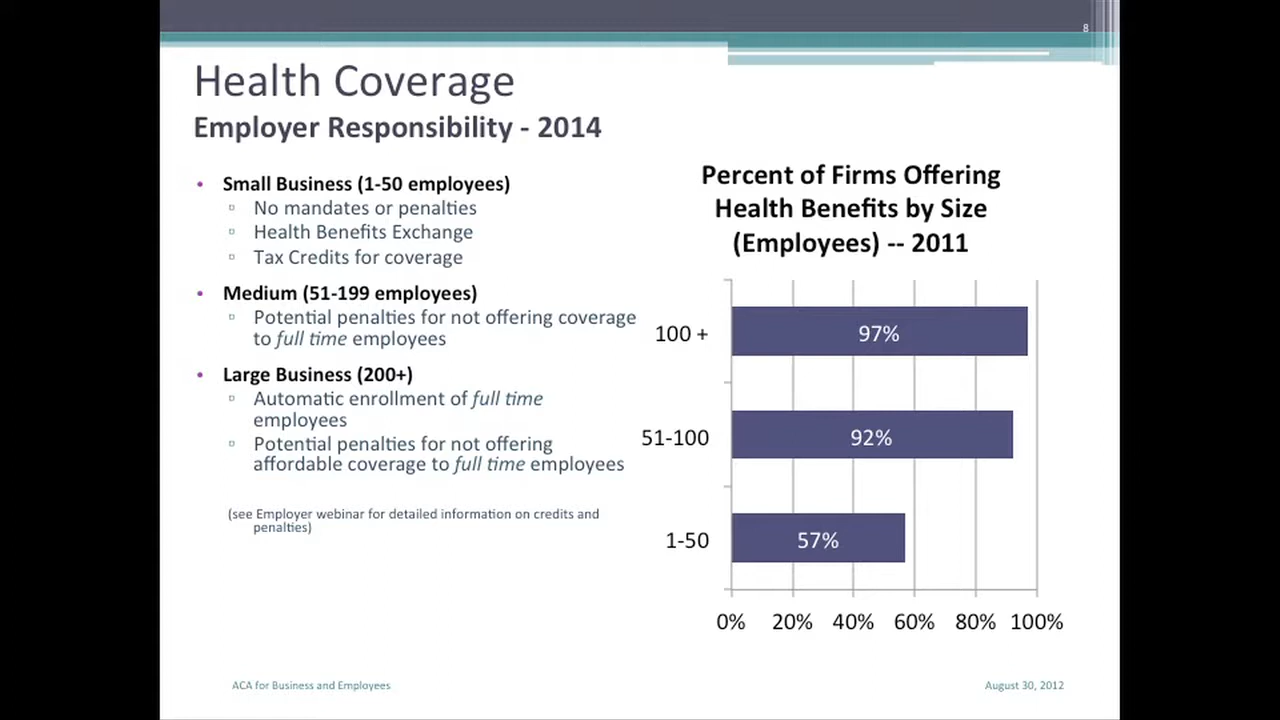 8
Health Coverage
Employer Responsibility - 2014
• Small Business (1-50 employees)
▫ No mandates or penalties
▫ Health Benefits Exchange
▫ Tax Credits for coverage
• Medium (51-199 employees)
▫ Potential penalties for not offering coverage
to full time employees
• Large Business (200+)
▫ Automatic enrollment of full time
employees
▫ Potential penalties for not offering
affordable coverage to full time employees
(see Employer webinar for detailed information on credits and
penalties)
Percent of Firms Offering
Health Benefits by Size
(Employees) -- 2011
100 + 97%
51-100 92%
1-50 57%
0% 20% 40% 60% 80% 100%
ACA for Business and Employees
August 30, 2012